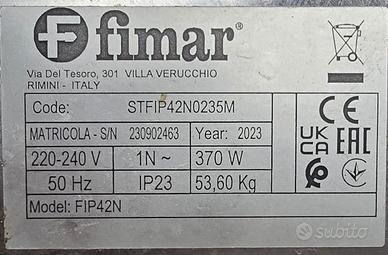 F fimar®
Via Del Tesoro, 301 VILLA VERUCCHIO
RIMINI - ITALY
Code: STFIP42N0235M
MATRICOLA - S/N 230902463 Year: 2023
220-240 V 1N ~ 370 W
50 Hz IP23 53,60 Kg
Model: FIP42N
CE
UK
CA EAC
subito